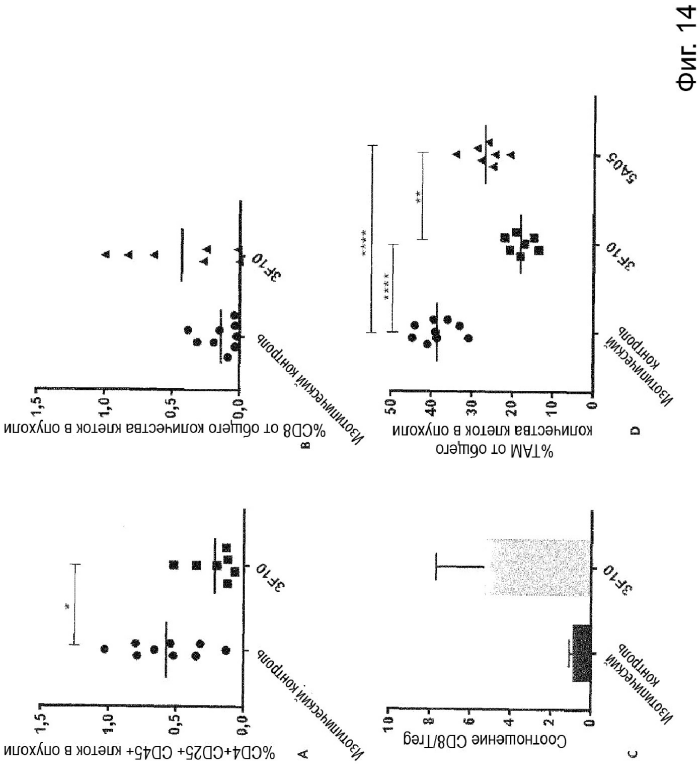 %CD4+CD25+ CD45+ клеток в опухоли
1,5
1,0
0,5
0,0
*
Изотипический контроль
3F10
A
%CD8 от общего количества клеток в опухоли
1,5
1,0
0,5
0,0
Изотипический контроль
3F10
B
Соотношение CD8/Treg
10
8
6
4
2
0
Изотипический
контроль
3F10
C
%TAM от общего
количества клеток в опухоли
50
40
30
20
10
0
****
****
**
Изотипический
контроль
3F10
5A05
D
Фиг. 14